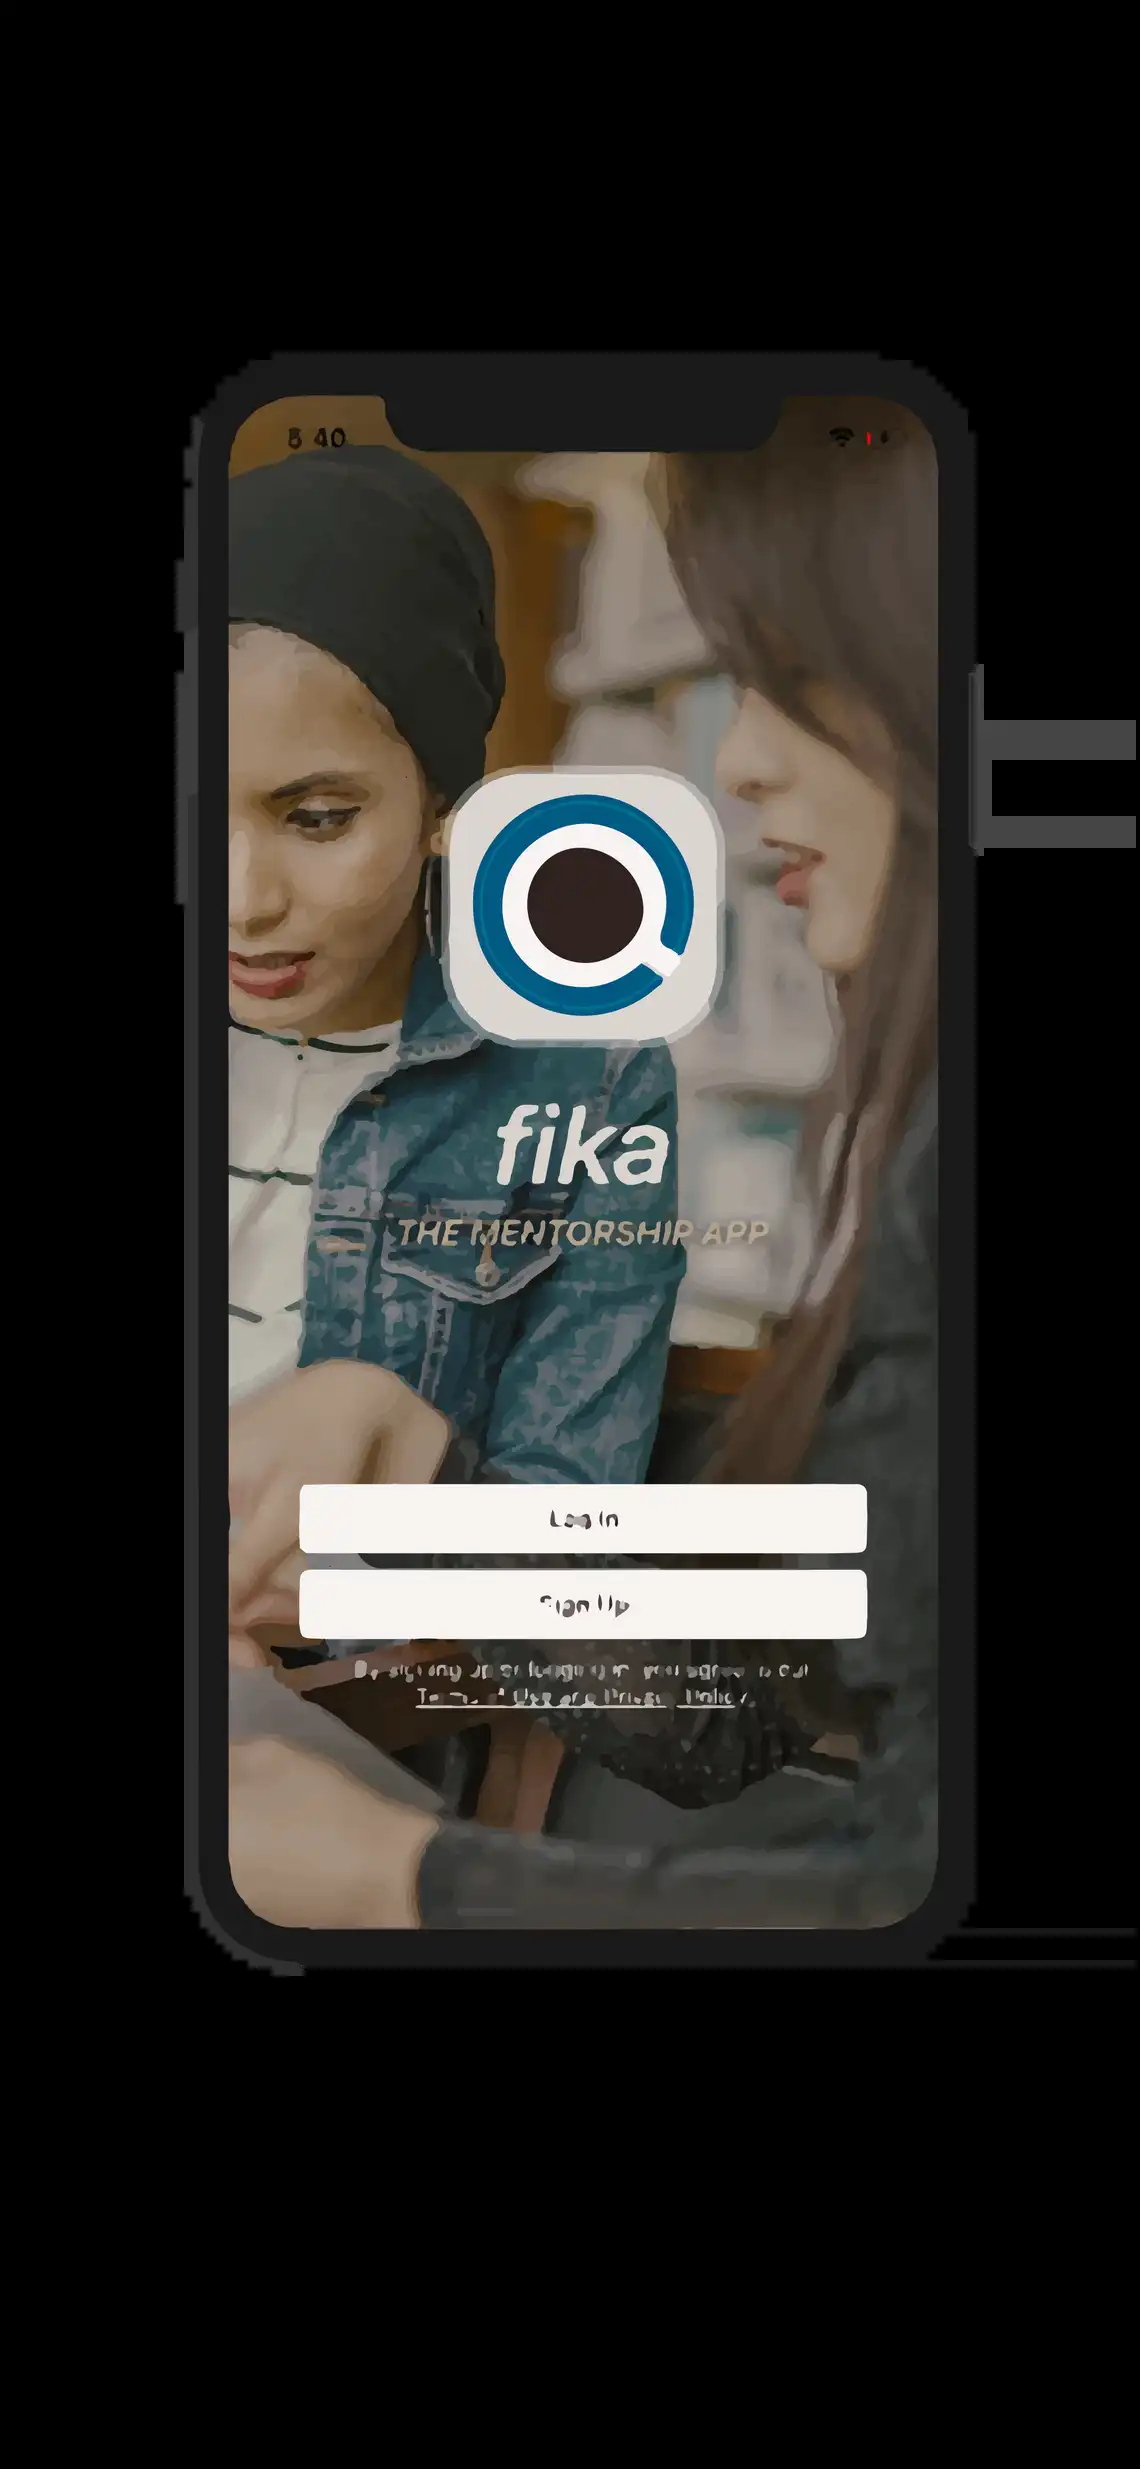 8 40
fika
THE MENTORSHIP APP
Log In
Sign Up
By signing up or logging in you agree to our
Terms of Use and Privacy Policy